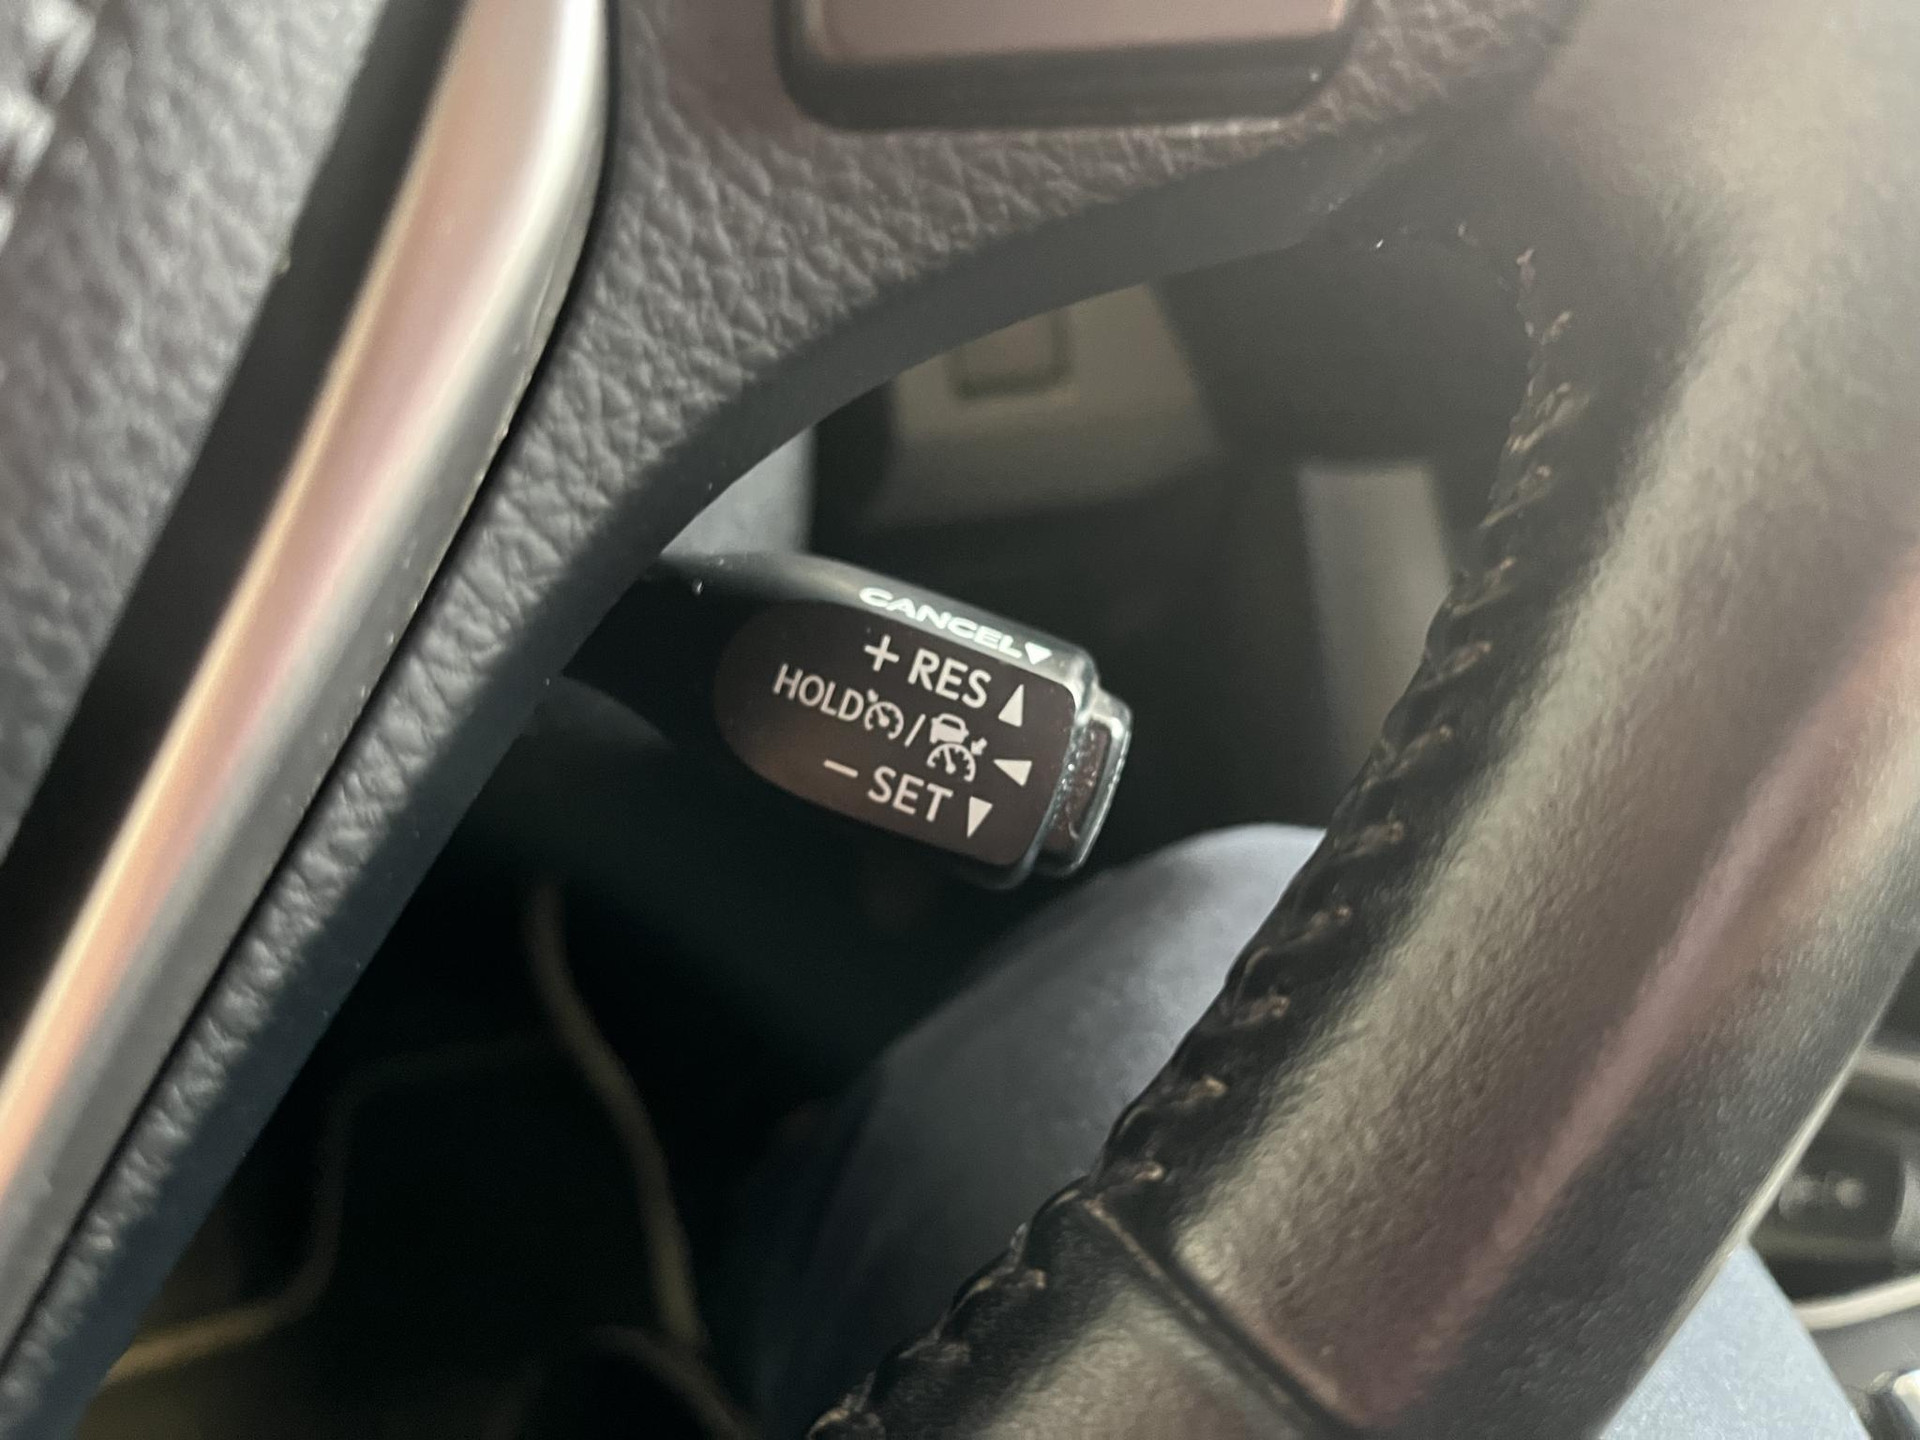 CANCEL▼
+ RES ▲
HOLD / ◀
− SET ▼